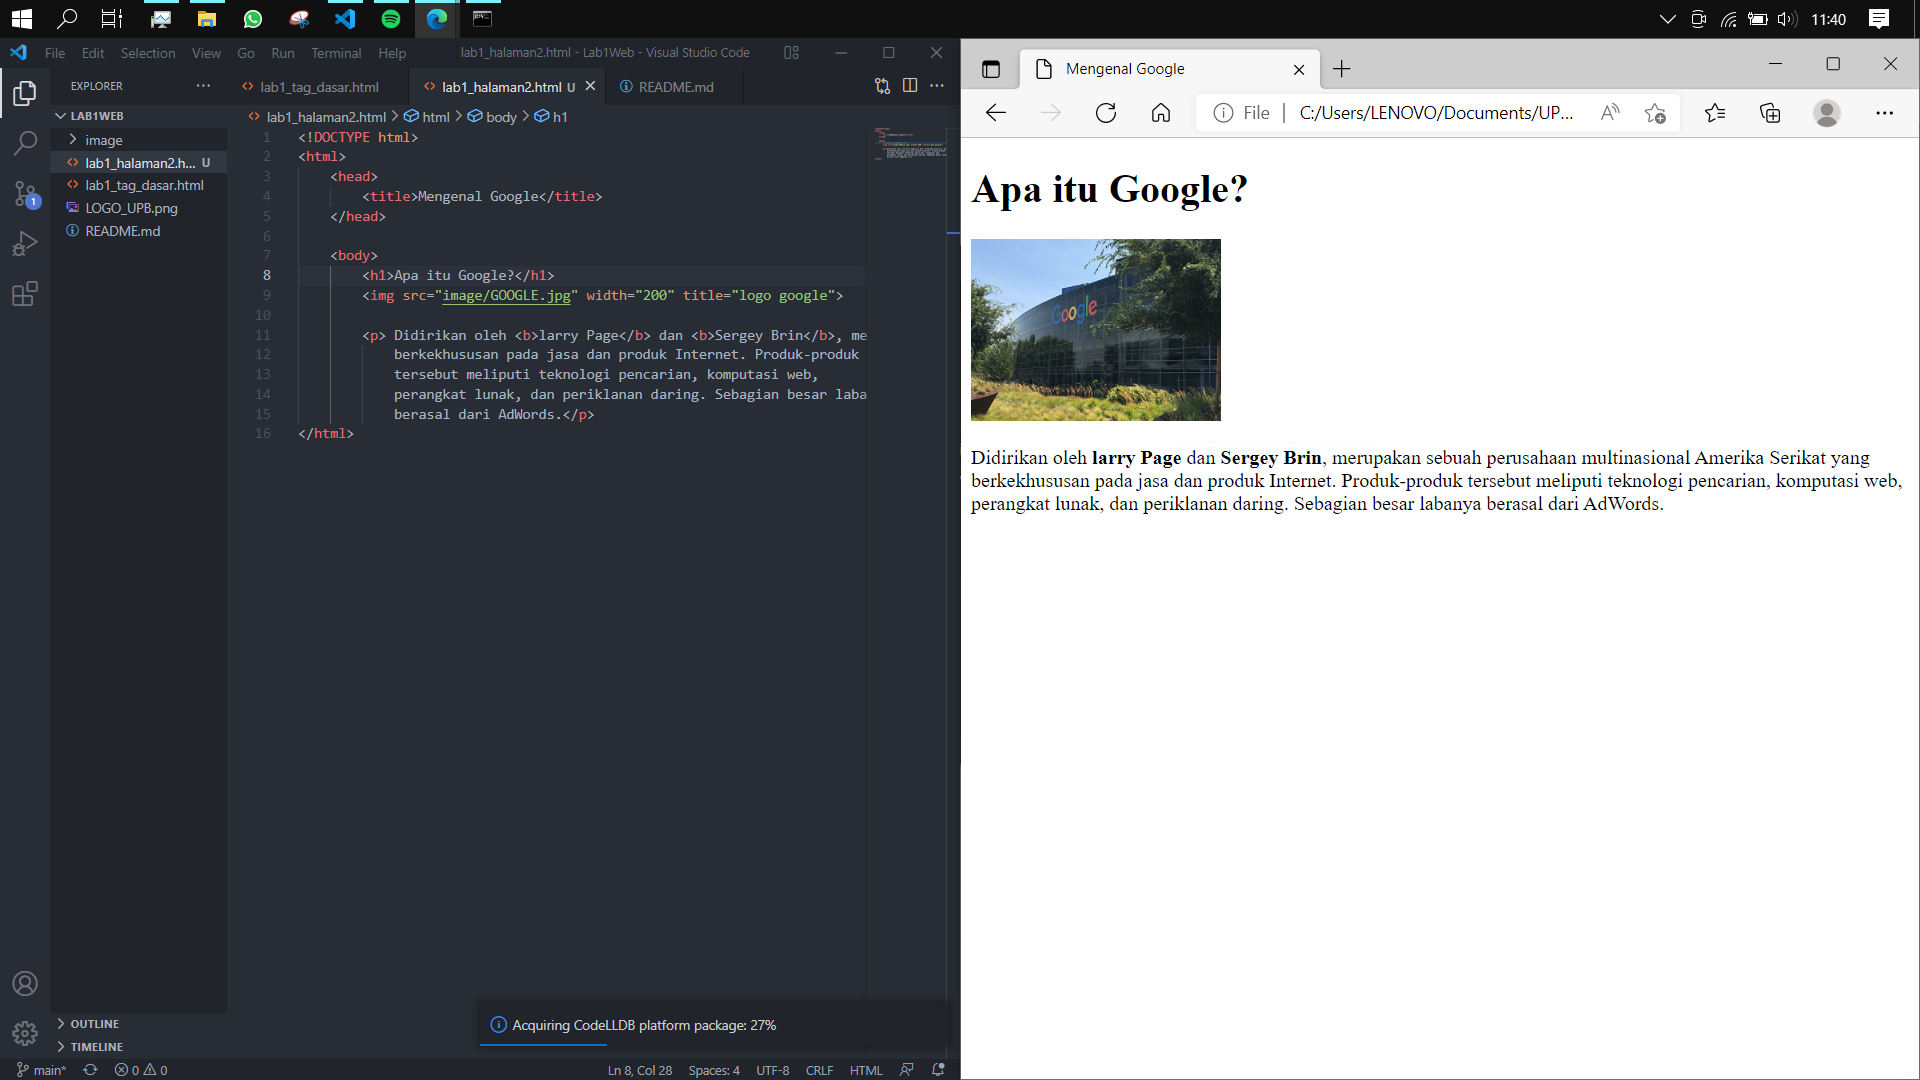 11:40
File Edit Selection View Go Run Terminal Help
lab1_halaman2.html - Lab1Web - Visual Studio Code
EXPLORER
LAB1WEB
image
lab1_halaman2.h... U
lab1_tag_dasar.html
LOGO_UPB.png
README.md
OUTLINE
TIMELINE
lab1_tag_dasar.html
lab1_halaman2.html U
README.md
lab1_halaman2.html > html > body > h1
1 <!DOCTYPE html>
2 <html>
3 <head>
4 <title>Mengenal Google</title>
5 </head>
6
7 <body>
8 <h1>Apa itu Google?</h1>
9 <img src="image/GOOGLE.jpg" width="200" title="logo google">
10
11 <p> Didirikan oleh <b>larry Page</b> dan <b>Sergey Brin</b>, me
12 berkekhususan pada jasa dan produk Internet. Produk-produk
13 tersebut meliputi teknologi pencarian, komputasi web,
14 perangkat lunak, dan periklanan daring. Sebagian besar laba
15 berasal dari AdWords.</p>
16 </html>
Acquiring CodeLLDB platform package: 27%
1
main* 0 0
Ln 8, Col 28 Spaces: 4 UTF-8 CRLF HTML
Mengenal Google
File C:/Users/LENOVO/Documents/UP...
Apa itu Google?
Google
Didirikan oleh larry Page dan Sergey Brin, merupakan sebuah perusahaan multinasional Amerika Serikat yang
berkekhususan pada jasa dan produk Internet. Produk-produk tersebut meliputi teknologi pencarian, komputasi web,
perangkat lunak, dan periklanan daring. Sebagian besar labanya berasal dari AdWords.